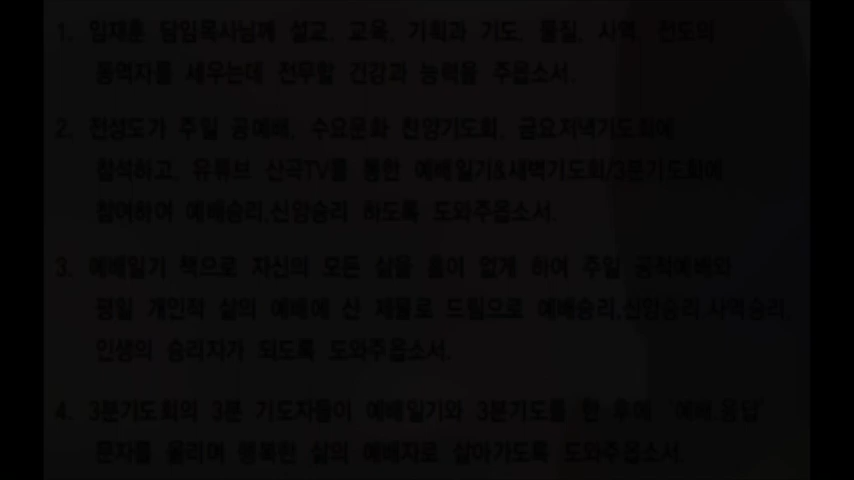 1. 임재훈 담임목사님께 설교, 교육, 기획과 기도, 물질, 사역, 전도의
동역자를 세우는데 전무할 건강과 능력을 주옵소서.
2. 전성도가 주일 공예배, 수요문화 찬양기도회, 금요저녁기도회에
참석하고, 유튜브 산곡TV를 통한 예배일기&새벽기도회/3분기도회에
참여하여 예배승리,신앙승리 하도록 도와주옵소서.
3. 예배일기 책으로 자신의 모든 삶을 흠이 없게 하여 주일 공적예배와
평일 개인적 삶의 예배에 산 제물로 드림으로 예배승리,신앙승리,사역승리,
인생의 승리자가 되도록 도와주옵소서.
4. 3분기도회의 3분 기도자들이 예배일기와 3분기도를 한 후에 '예배.응답'
문자를 올리며 행복한 삶의 예배자로 살아가도록 도와주옵소서.